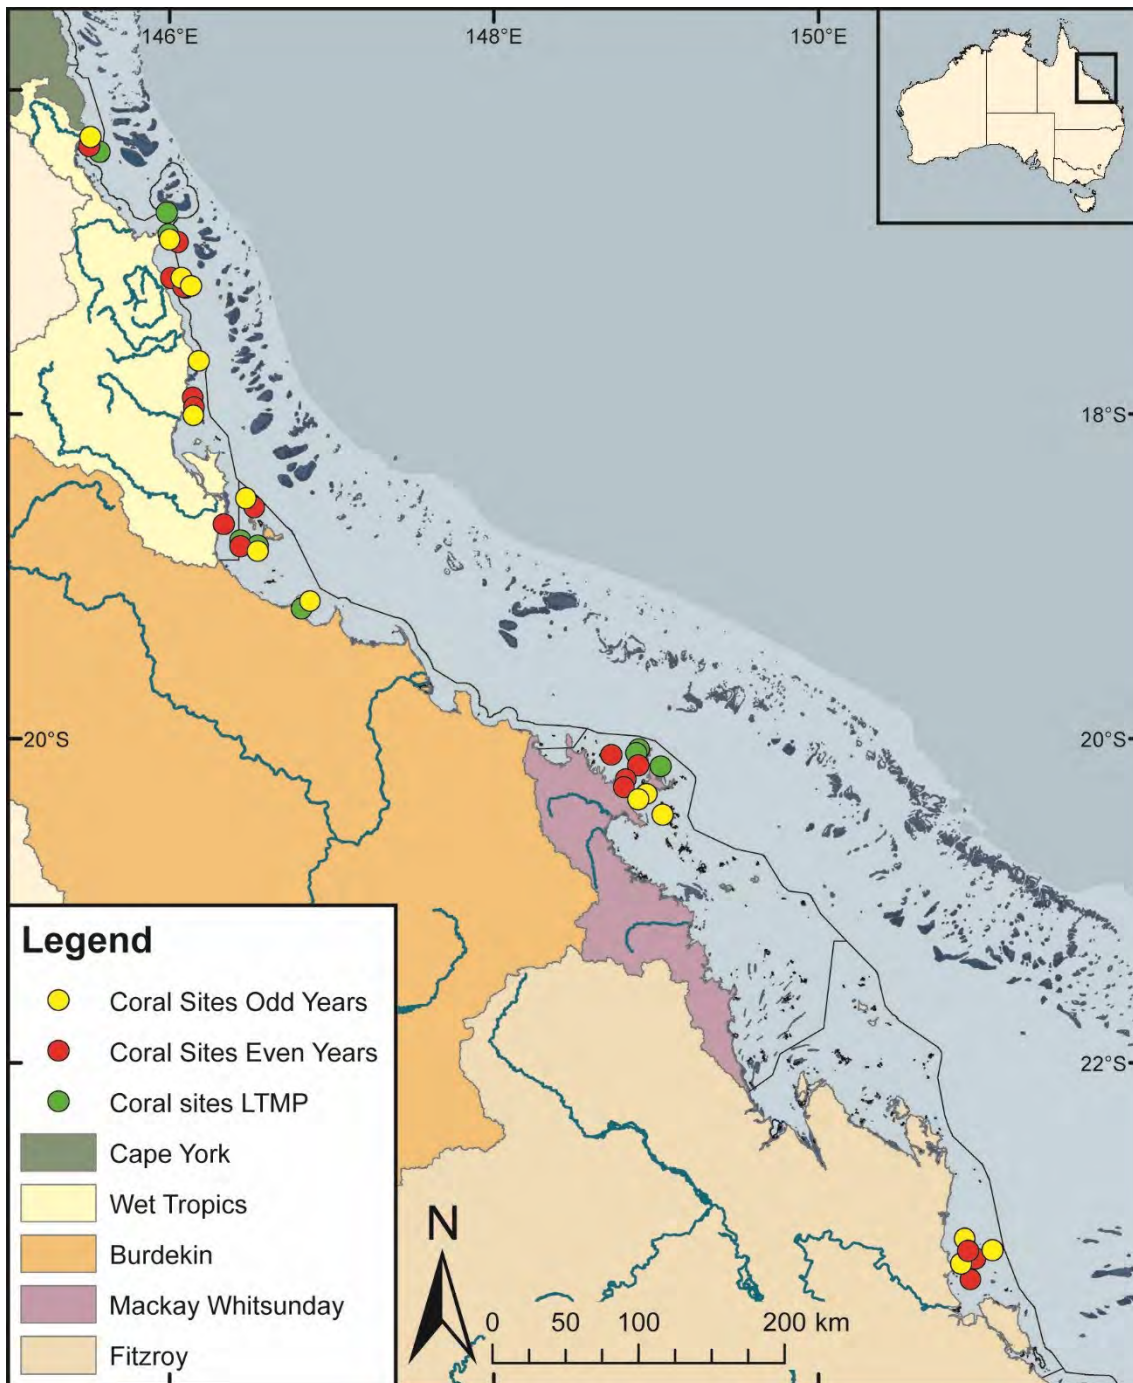 146°E 148°E 150°E
18°S
20°S 20°S
22°S
Legend
Coral Sites Odd Years
Coral Sites Even Years
Coral sites LTMP
Cape York
Wet Tropics
Burdekin
Mackay Whitsunday
Fitzroy
N
0 50 100 200 km